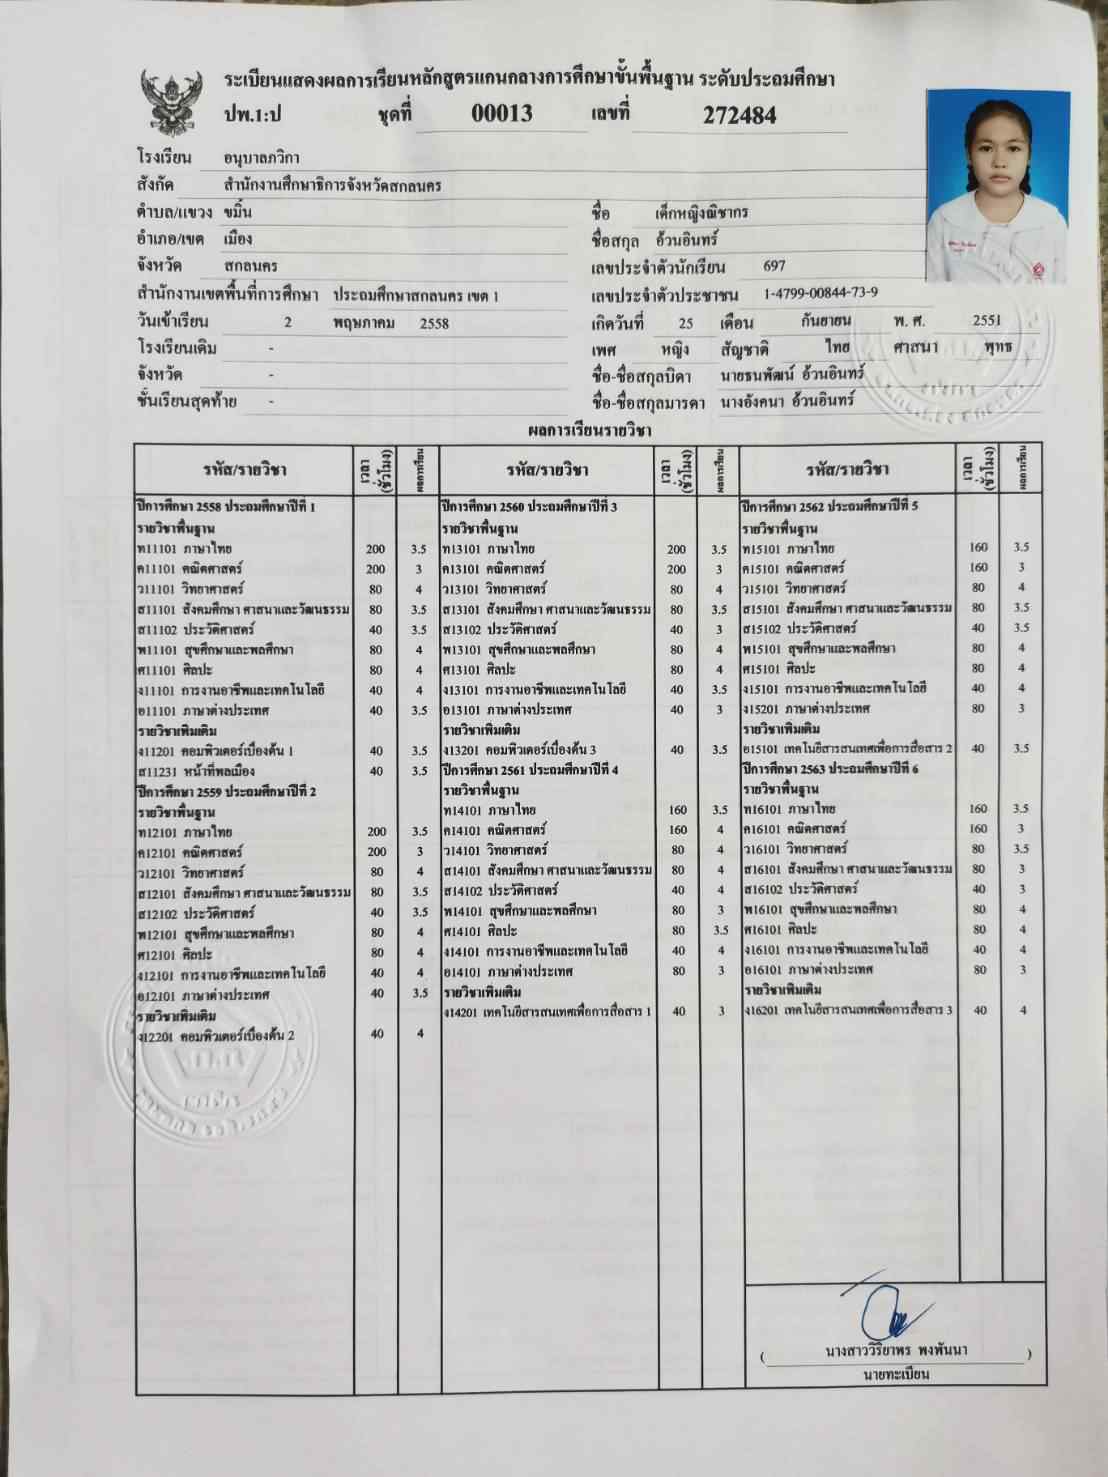 ระเบียนแสดงผลการเรียนหลักสูตรแกนกลางการศึกษาขั้นพื้นฐาน ระดับประถมศึกษา
ปพ.1:ป ชุดที่ 00013 เลขที่ 272484
โรงเรียน อนุบาลภวิกา
สังกัด สำนักงานศึกษาธิการจังหวัดสกลนคร
ตำบล/แขวง ขมิ้น
อำเภอ/เขต เมือง
จังหวัด สกลนคร
สำนักงานเขตพื้นที่การศึกษา ประถมศึกษาสกลนคร เขต 1
วันเข้าเรียน 2 พฤษภาคม 2558
โรงเรียนเดิม -
จังหวัด -
ชั้นเรียนสุดท้าย -
ชื่อ เด็กหญิงณิชากร
ชื่อสกุล อ้วนอินทร์
เลขประจำตัวนักเรียน 697
เลขประจำตัวประชาชน 1-4799-00844-73-9
เกิดวันที่ 25 เดือน กันยายน พ. ศ. 2551
เพศ หญิง สัญชาติ ไทย ศาสนา พุทธ
ชื่อ-ชื่อสกุลบิดา นายธนพัฒน์ อ้วนอินทร์
ชื่อ-ชื่อสกุลมารดา นางอังคนา อ้วนอินทร์
ผลการเรียนรายวิชา
รหัส/รายวิชา เวลา (ชั่วโมง) ผลการเรียน
ปีการศึกษา 2558 ประถมศึกษาปีที่ 1
รายวิชาพื้นฐาน
ท11101 ภาษาไทย 200 3.5
ค11101 คณิตศาสตร์ 200 3
ว11101 วิทยาศาสตร์ 80 4
ส11101 สังคมศึกษา ศาสนาและวัฒนธรรม 80 3.5
ส11102 ประวัติศาสตร์ 40 3.5
พ11101 สุขศึกษาและพลศึกษา 80 4
ศ11101 ศิลปะ 80 4
ง11101 การงานอาชีพและเทคโนโลยี 40 4
อ11101 ภาษาต่างประเทศ 40 3.5
รายวิชาเพิ่มเติม
ง11201 คอมพิวเตอร์เบื้องต้น 1 40 3.5
ส11231 หน้าที่พลเมือง 40 3.5
ปีการศึกษา 2559 ประถมศึกษาปีที่ 2
รายวิชาพื้นฐาน
ท12101 ภาษาไทย 200 3.5
ค12101 คณิตศาสตร์ 200 3
ว12101 วิทยาศาสตร์ 80 4
ส12101 สังคมศึกษา ศาสนาและวัฒนธรรม 80 3.5
ส12102 ประวัติศาสตร์ 40 3.5
พ12101 สุขศึกษาและพลศึกษา 80 4
ศ12101 ศิลปะ 80 4
ง12101 การงานอาชีพและเทคโนโลยี 40 4
อ12101 ภาษาต่างประเทศ 40 3.5
รายวิชาเพิ่มเติม
ง12201 คอมพิวเตอร์เบื้องต้น 2 40 4
รหัส/รายวิชา เวลา (ชั่วโมง) ผลการเรียน
ปีการศึกษา 2560 ประถมศึกษาปีที่ 3
รายวิชาพื้นฐาน
ท13101 ภาษาไทย 200 3.5
ค13101 คณิตศาสตร์ 200 3
ว13101 วิทยาศาสตร์ 80 4
ส13101 สังคมศึกษา ศาสนาและวัฒนธรรม 80 3.5
ส13102 ประวัติศาสตร์ 40 3
พ13101 สุขศึกษาและพลศึกษา 80 4
ศ13101 ศิลปะ 80 4
ง13101 การงานอาชีพและเทคโนโลยี 40 3.5
อ13101 ภาษาต่างประเทศ 40 3
รายวิชาเพิ่มเติม
ง13201 คอมพิวเตอร์เบื้องต้น 3 40 3.5
ปีการศึกษา 2561 ประถมศึกษาปีที่ 4
รายวิชาพื้นฐาน
ท14101 ภาษาไทย 160 3.5
ค14101 คณิตศาสตร์ 160 4
ว14101 วิทยาศาสตร์ 80 4
ส14101 สังคมศึกษา ศาสนาและวัฒนธรรม 80 4
ส14102 ประวัติศาสตร์ 40 4
พ14101 สุขศึกษาและพลศึกษา 80 3
ศ14101 ศิลปะ 80 3.5
ง14101 การงานอาชีพและเทคโนโลยี 40 4
อ14101 ภาษาต่างประเทศ 80 3
รายวิชาเพิ่มเติม
ง14201 เทคโนยีสารสนเทศเพื่อการสื่อสาร 1 40 3
รหัส/รายวิชา เวลา (ชั่วโมง) ผลการเรียน
ปีการศึกษา 2562 ประถมศึกษาปีที่ 5
รายวิชาพื้นฐาน
ท15101 ภาษาไทย 160 3.5
ค15101 คณิตศาสตร์ 160 3
ว15101 วิทยาศาสตร์ 80 4
ส15101 สังคมศึกษา ศาสนาและวัฒนธรรม 80 3.5
ส15102 ประวัติศาสตร์ 40 3.5
พ15101 สุขศึกษาและพลศึกษา 80 4
ศ15101 ศิลปะ 80 4
ง15101 การงานอาชีพและเทคโนโลยี 40 4
ง15201 ภาษาต่างประเทศ 80 3
รายวิชาเพิ่มเติม
อ15101 เทคโนยีสารสนเทศเพื่อการสื่อสาร 2 40 3.5
ปีการศึกษา 2563 ประถมศึกษาปีที่ 6
รายวิชาพื้นฐาน
ท16101 ภาษาไทย 160 3.5
ค16101 คณิตศาสตร์ 160 3
ว16101 วิทยาศาสตร์ 80 3.5
ส16101 สังคมศึกษา ศาสนาและวัฒนธรรม 80 3
ส16102 ประวัติศาสตร์ 40 3
พ16101 สุขศึกษาและพลศึกษา 80 4
ศ16101 ศิลปะ 80 4
ง16101 การงานอาชีพและเทคโนโลยี 40 4
อ16101 ภาษาต่างประเทศ 80 3
รายวิชาเพิ่มเติม
ง16201 เทคโนยีสารสนเทศเพื่อการสื่อสาร 3 40 4
( นางสาววิริยาพร พงพันนา )
นายทะเบียน